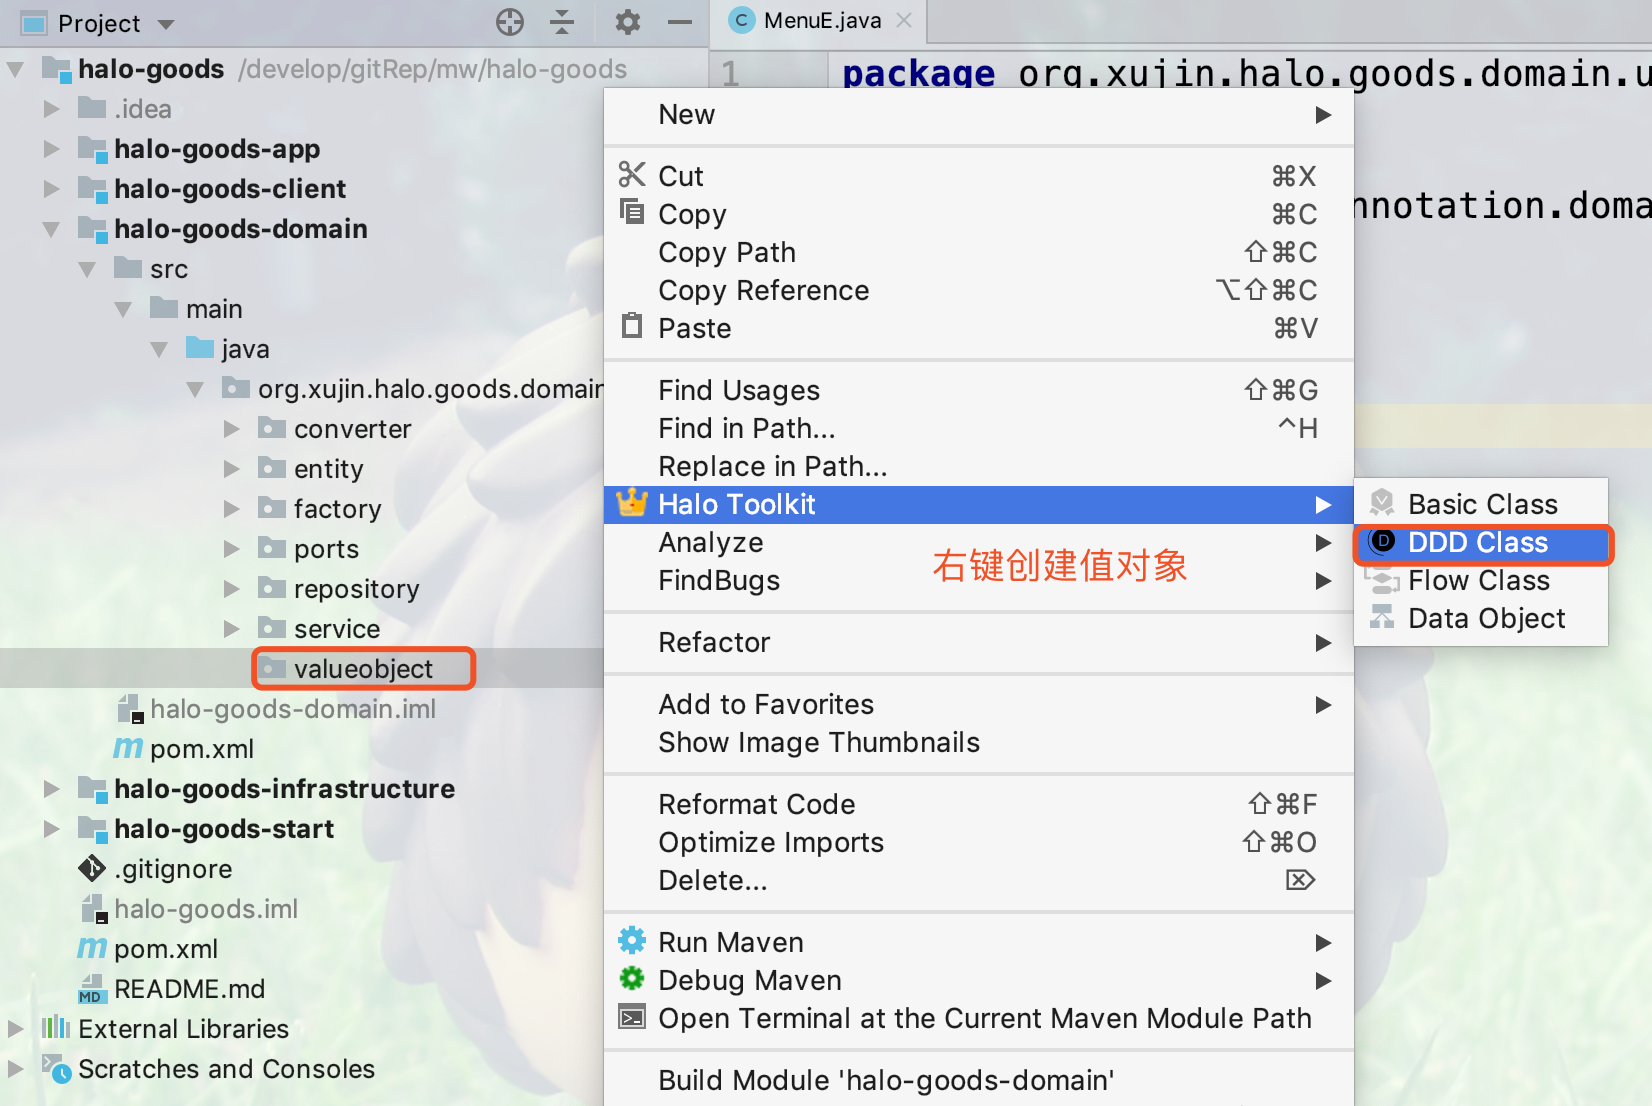 Project
MenuE.java
halo-goods /develop/gitRep/mw/halo-goods
.idea
halo-goods-app
halo-goods-client
halo-goods-domain
src
main
java
org.xujin.halo.goods.domain
converter
entity
factory
ports
repository
service
valueobject
halo-goods-domain.iml
pom.xml
halo-goods-infrastructure
halo-goods-start
.gitignore
halo-goods.iml
pom.xml
README.md
External Libraries
Scratches and Consoles
1 package org.xujin.halo.goods.domain.u
nnotation.doma
New
Cut ⌘X
Copy ⌘C
Copy Path ⇧⌘C
Copy Reference ⌥⇧⌘C
Paste ⌘V
Find Usages ⇧⌘G
Find in Path... ^H
Replace in Path...
Halo Toolkit
Analyze
FindBugs
右键创建值对象
Refactor
Add to Favorites
Show Image Thumbnails
Reformat Code ⇧⌘F
Optimize Imports ⇧⌘O
Delete... ⌦
Run Maven
Debug Maven
Open Terminal at the Current Maven Module Path
Build Module 'halo-goods-domain'
Basic Class
DDD Class
Flow Class
Data Object